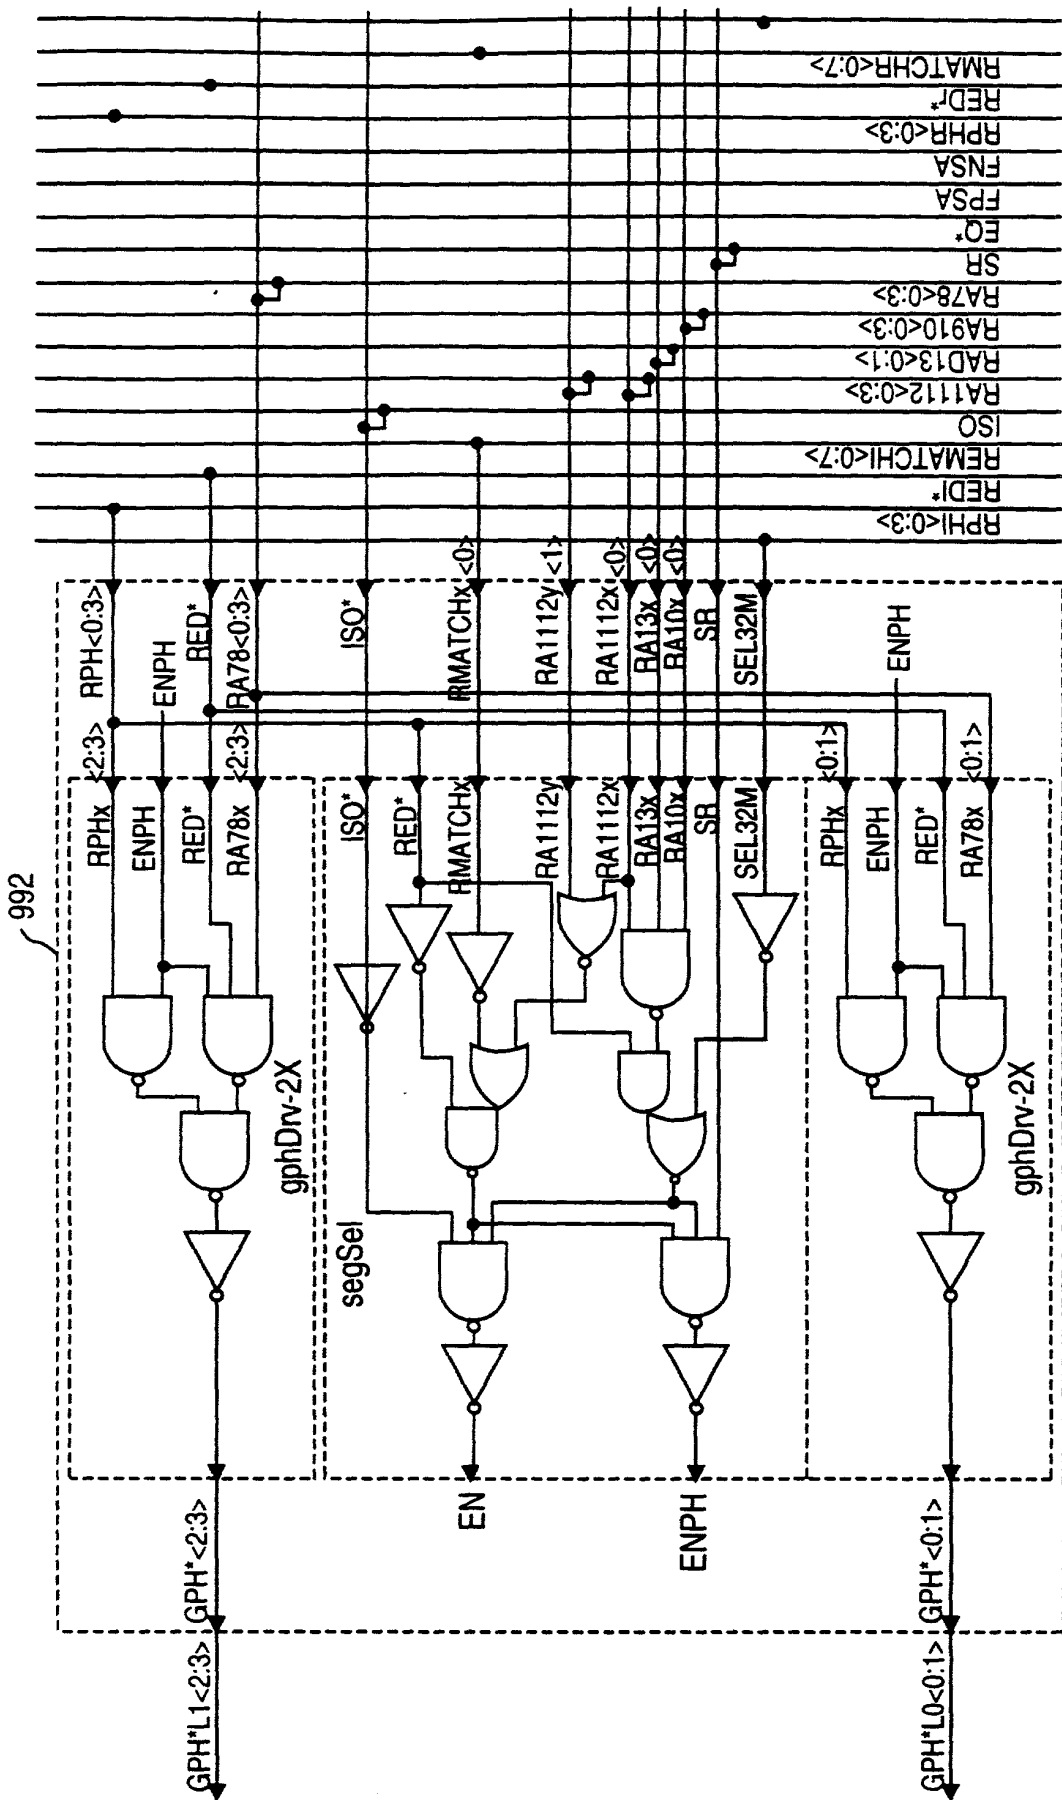 RMATCHR<0:7>
REDr*
RPHR<0:3>
FNSA
FPSA
EQ*
SR
RA78<0:3>
RA910<0:3>
RAD13<0:1>
RA1112<0:3>
ISO
REMATCHI<0:7>
REDI*
RPHI<0:3>
RPH<0:3>
ENPH
RED*
RA78<0:3>
ISO*
RMATCHx <0>
RA1112y <1>
RA1112x <0>
RA13x <0>
RA10x <0>
SR
SEL32M
ENPH
<2:3>
<2:3>
<0:1>
<0:1>
RPHx
ENPH
RED*
RA78x
ISO*
RED*
RMATCHx
RA1112y
RA1112x
RA13x
RA10x
SR
SEL32M
RPHx
ENPH
RED*
RA78x
992
gphDrv-2X
segSel
gphDrv-2X
EN
ENPH
GPH*<2:3>
GPH*<0:1>
GPH*L1<2:3>
GPH*L0<0:1>